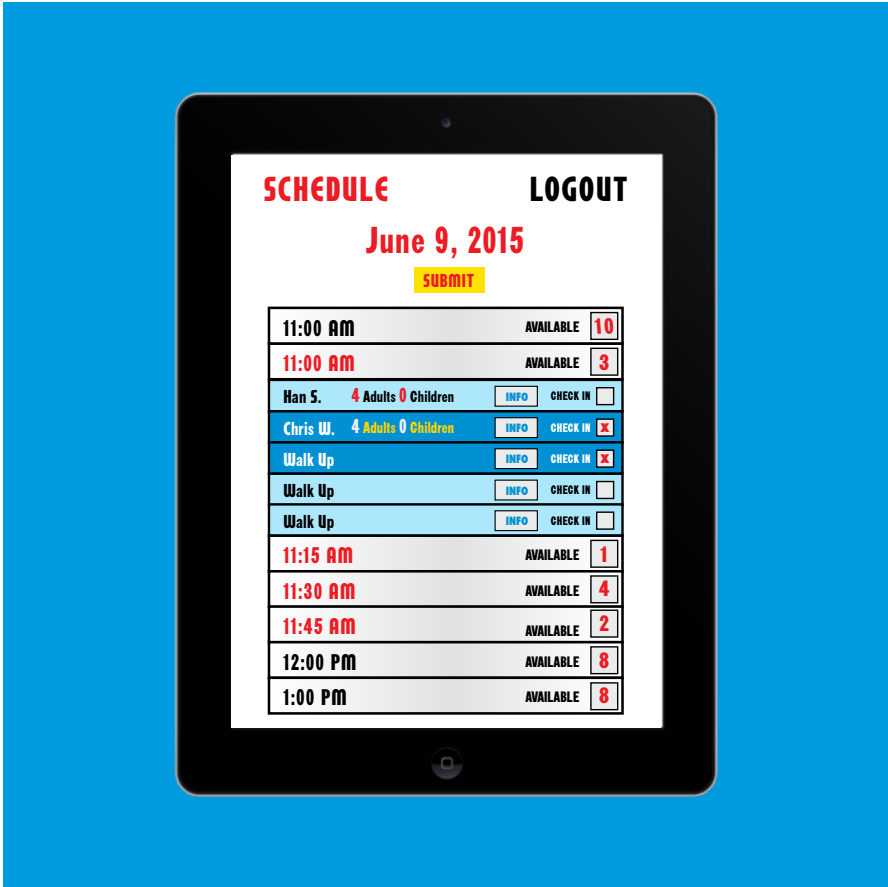 SCHEDULE LOGOUT
June 9, 2015
SUBMIT
11:00 AM AVAILABLE 10
11:00 AM AVAILABLE 3
Han S. 4 Adults 0 Children INFO CHECK IN
Chris W. 4 Adults 0 Children INFO CHECK IN X
Walk Up INFO CHECK IN X
Walk Up INFO CHECK IN
Walk Up INFO CHECK IN
11:15 AM AVAILABLE 1
11:30 AM AVAILABLE 4
11:45 AM AVAILABLE 2
12:00 PM AVAILABLE 8
1:00 PM AVAILABLE 8